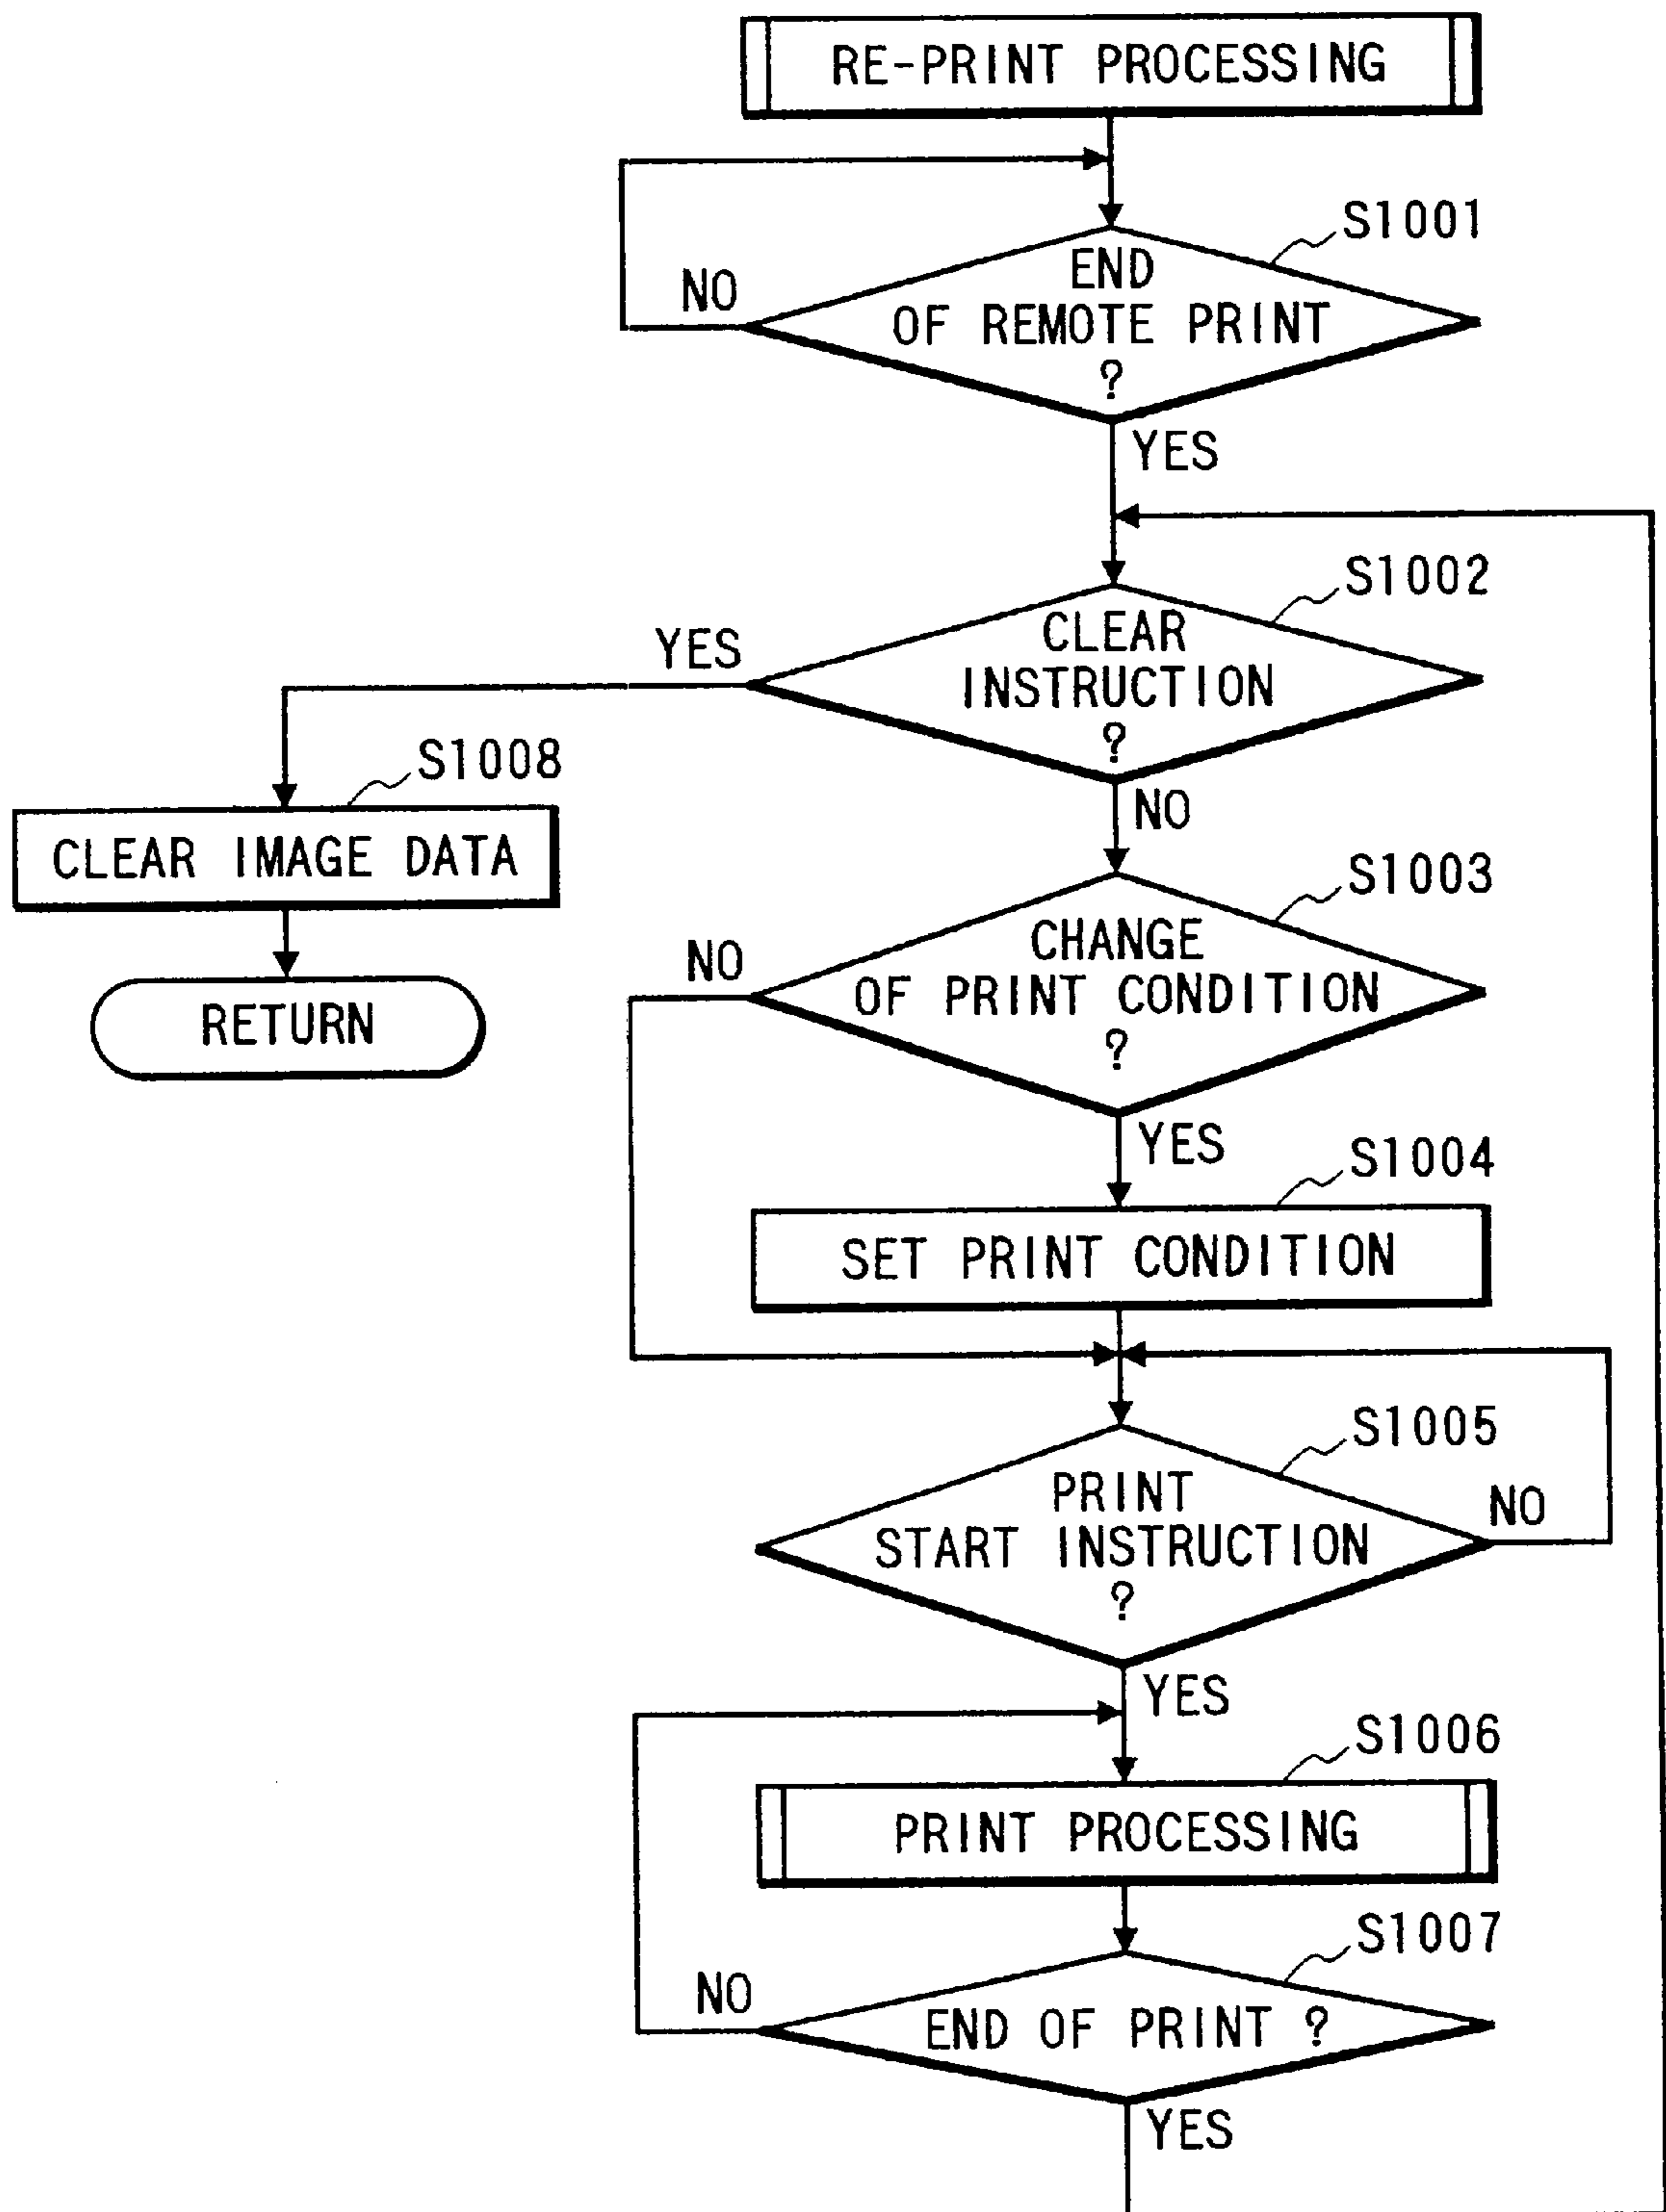 RE-PRINT PROCESSING
S1001
END
OF REMOTE PRINT
?
NO
YES
S1002
CLEAR
INSTRUCTION
?
YES
NO
S1008
CLEAR IMAGE DATA
RETURN
S1003
CHANGE
OF PRINT CONDITION
?
NO
YES
S1004
SET PRINT CONDITION
S1005
PRINT
START INSTRUCTION
?
NO
YES
S1006
PRINT PROCESSING
S1007
END OF PRINT ?
NO
YES